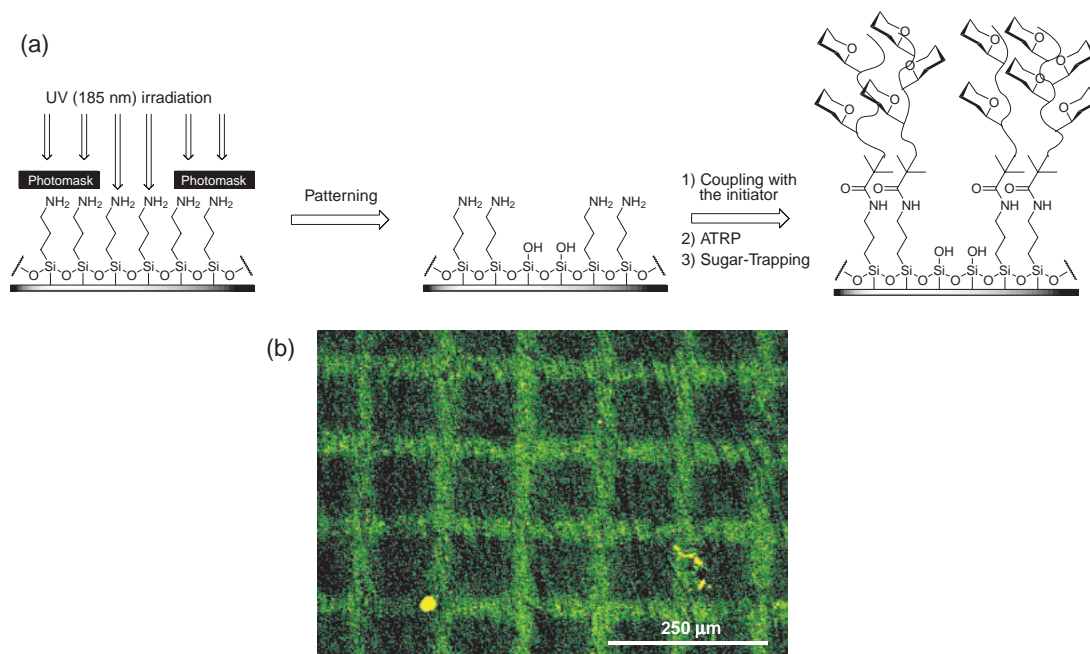 (a)
UV (185 nm) irradiation
Photomask Photomask
NH2 NH2 NH2 NH2 NH2 NH2
Si Si Si Si Si Si
O O O O O O O
Patterning
NH2 NH2 NH2 NH2
OH OH
Si Si Si Si Si Si
O O O O O O O
1) Coupling with
the initiator
2) ATRP
3) Sugar-Trapping
O O O O
O O O O
O O
O O O O
NH NH NH NH
OH OH
Si Si Si Si Si Si
O O O O O O O
(b)
250 μm